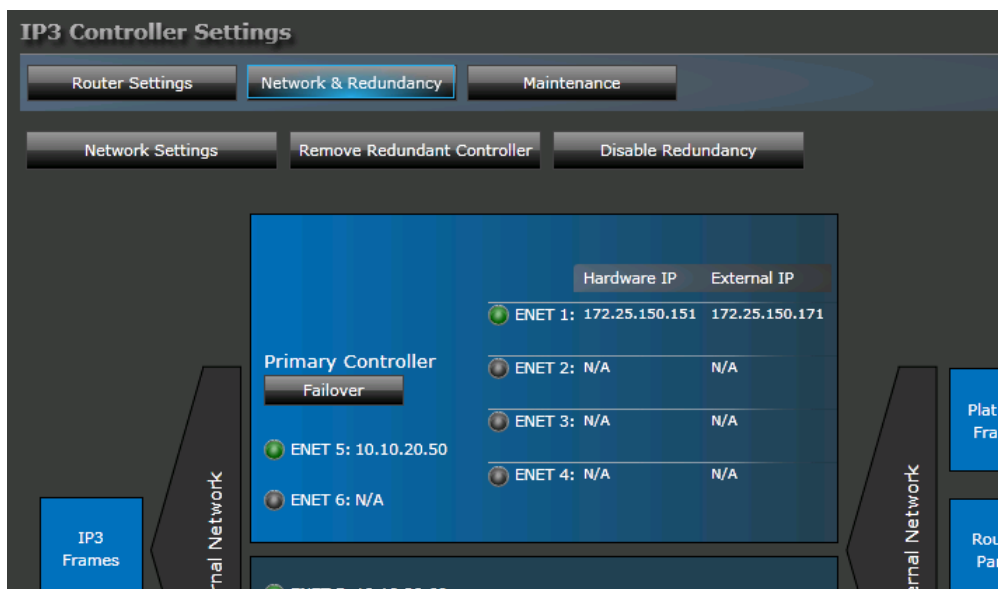 IP3 Controller Settings
Router Settings
Network & Redundancy
Maintenance
Network Settings
Remove Redundant Controller
Disable Redundancy
Hardware IP External IP
ENET 1: 172.25.150.151 172.25.150.171
Primary Controller
Failover
ENET 2: N/A N/A
ENET 3: N/A N/A
ENET 5: 10.10.20.50
ENET 4: N/A N/A
ENET 6: N/A
IP3
Frames
Network
Network